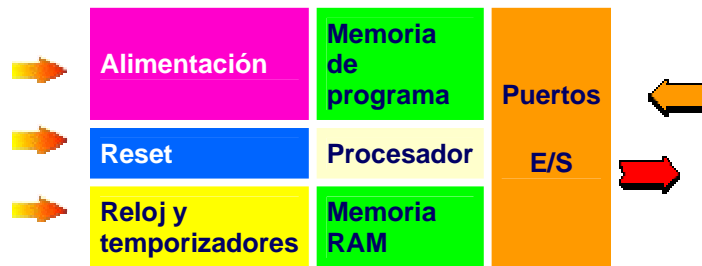 Alimentación
Memoria
de
programa
Puertos
E/S
Reset
Procesador
Reloj y
temporizadores
Memoria
RAM